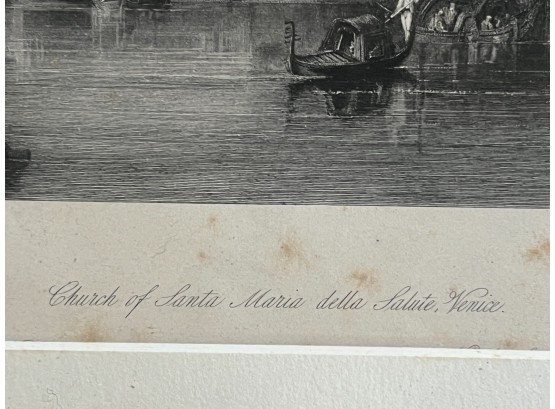 Church of Santa Maria della Salute, Venice.